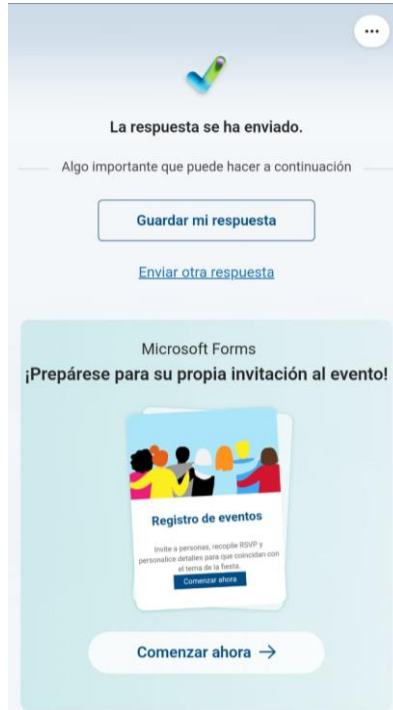 La respuesta se ha enviado.
Algo importante que puede hacer a continuación
Guardar mi respuesta
Enviar otra respuesta
Microsoft Forms
¡Prepárese para su propia invitación al evento!
Registro de eventos
Invite a personas, recopile RSVP y
personalice detalles para que coincidan con
el tema de la fiesta.
Comenzar ahora
Comenzar ahora →